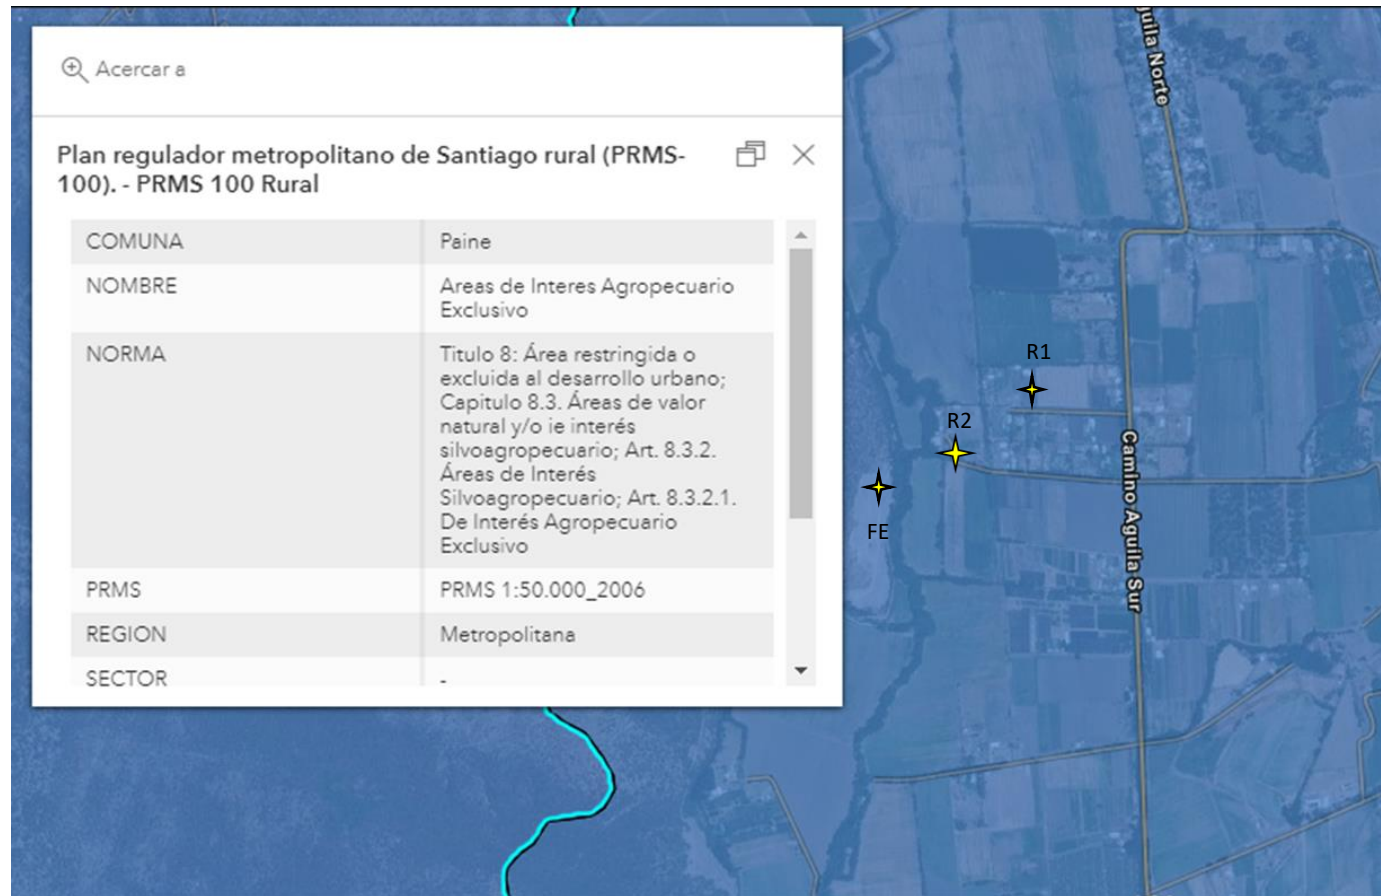 Acercar a
Plan regulador metropolitano de Santiago rural (PRMS-
100). - PRMS 100 Rural
COMUNA Paine
NOMBRE Areas de Interes Agropecuario
Exclusivo
NORMA Titulo 8: Área restringida o
excluida al desarrollo urbano;
Capitulo 8.3. Áreas de valor
natural y/o ie interés
silvoagropecuario; Art. 8.3.2.
Áreas de Interés
Silvoagropecuario; Art. 8.3.2.1.
De Interés Agropecuario
Exclusivo
PRMS PRMS 1:50.000_2006
REGION Metropolitana
SECTOR -
uila Norte
R1
R2
FE
Camino Aguila Sur